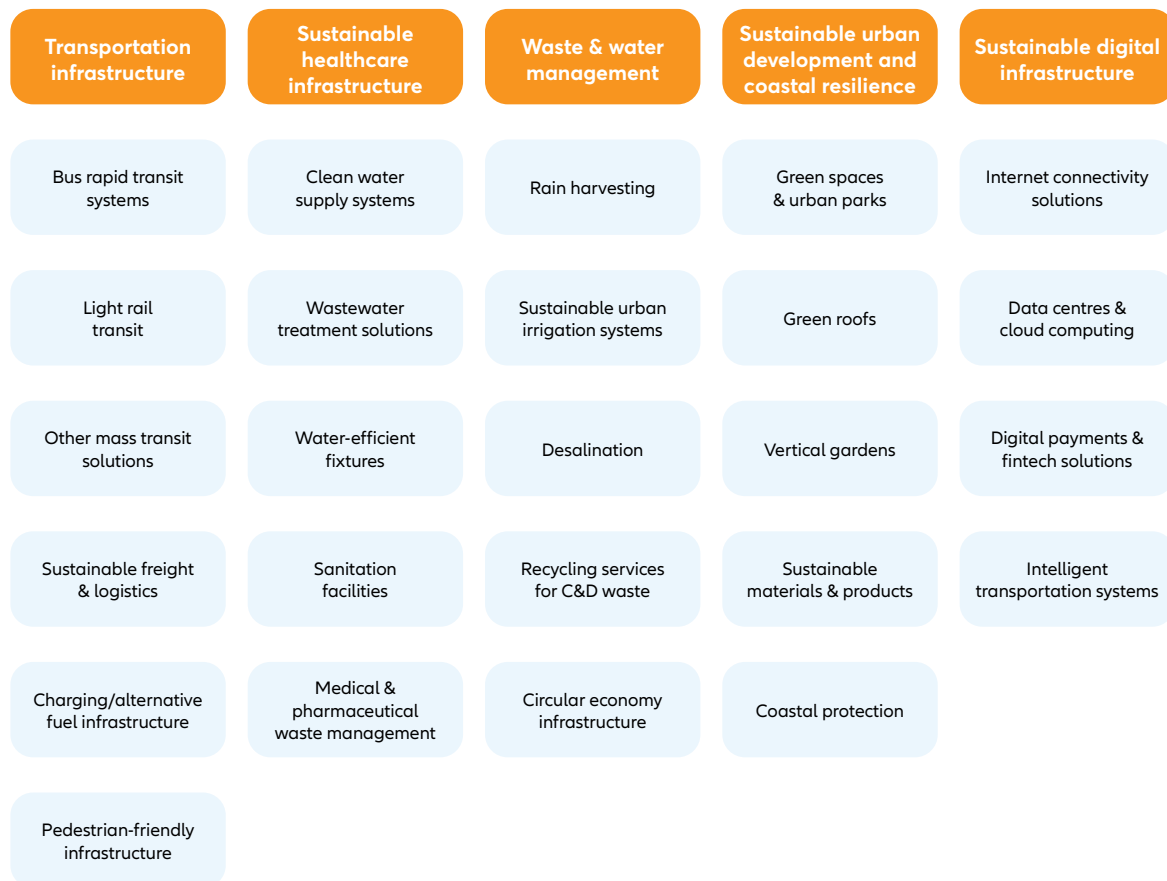 Transportation
infrastructure
Sustainable
healthcare
infrastructure
Waste & water
management
Sustainable urban
development and
coastal resilience
Sustainable digital
infrastructure
Bus rapid transit
systems
Clean water
supply systems
Rain harvesting
Green spaces
& urban parks
Internet connectivity
solutions
Light rail
transit
Wastewater
treatment solutions
Sustainable urban
irrigation systems
Green roofs
Data centres &
cloud computing
Other mass transit
solutions
Water-efficient
fixtures
Desalination
Vertical gardens
Digital payments &
fintech solutions
Sustainable freight
& logistics
Sanitation
facilities
Recycling services
for C&D waste
Sustainable
materials & products
Intelligent
transportation systems
Charging/alternative
fuel infrastructure
Medical &
pharmaceutical
waste management
Circular economy
infrastructure
Coastal protection
Pedestrian-friendly
infrastructure